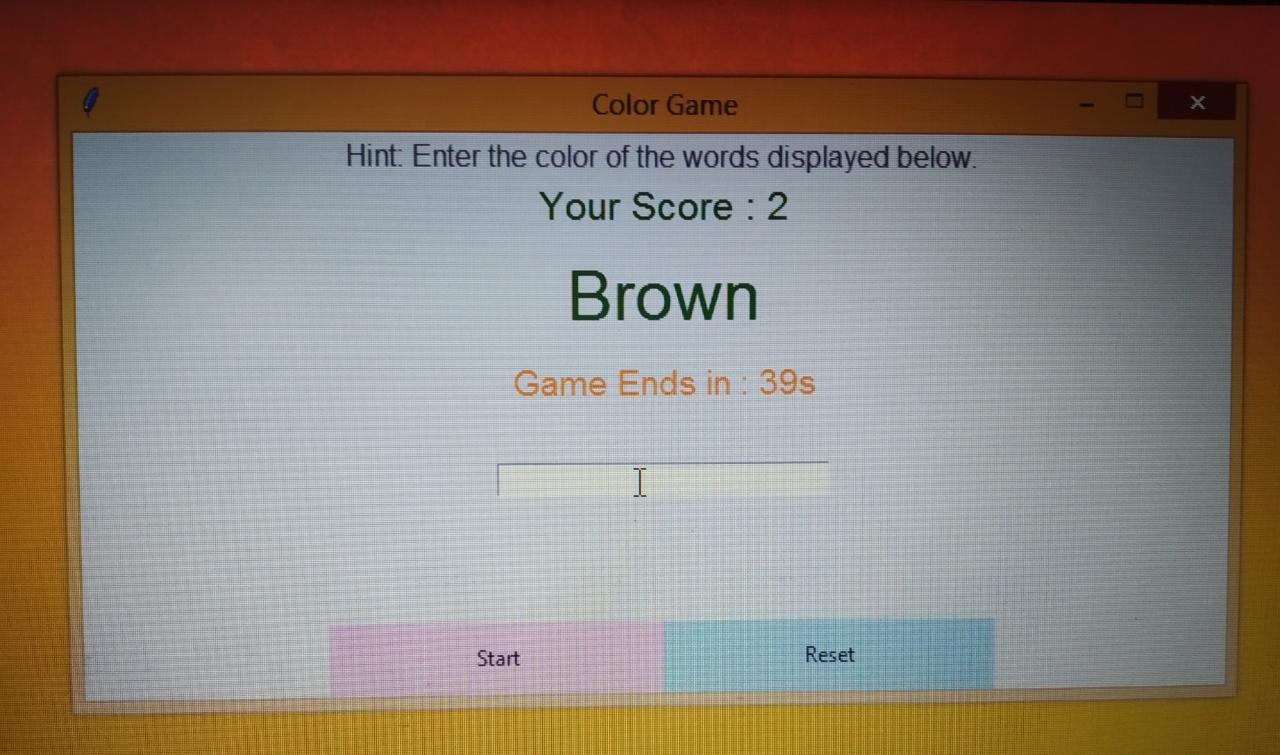 Color Game
Hint: Enter the color of the words displayed below.
Your Score : 2
Brown
Game Ends in : 39s
Start Reset